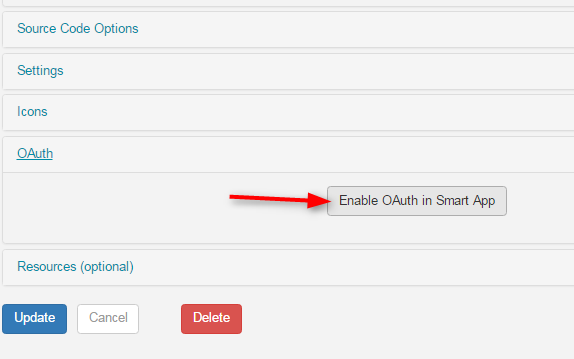 Source Code Options
Settings
Icons
OAuth
Enable OAuth in Smart App
Resources (optional)
Update Cancel Delete